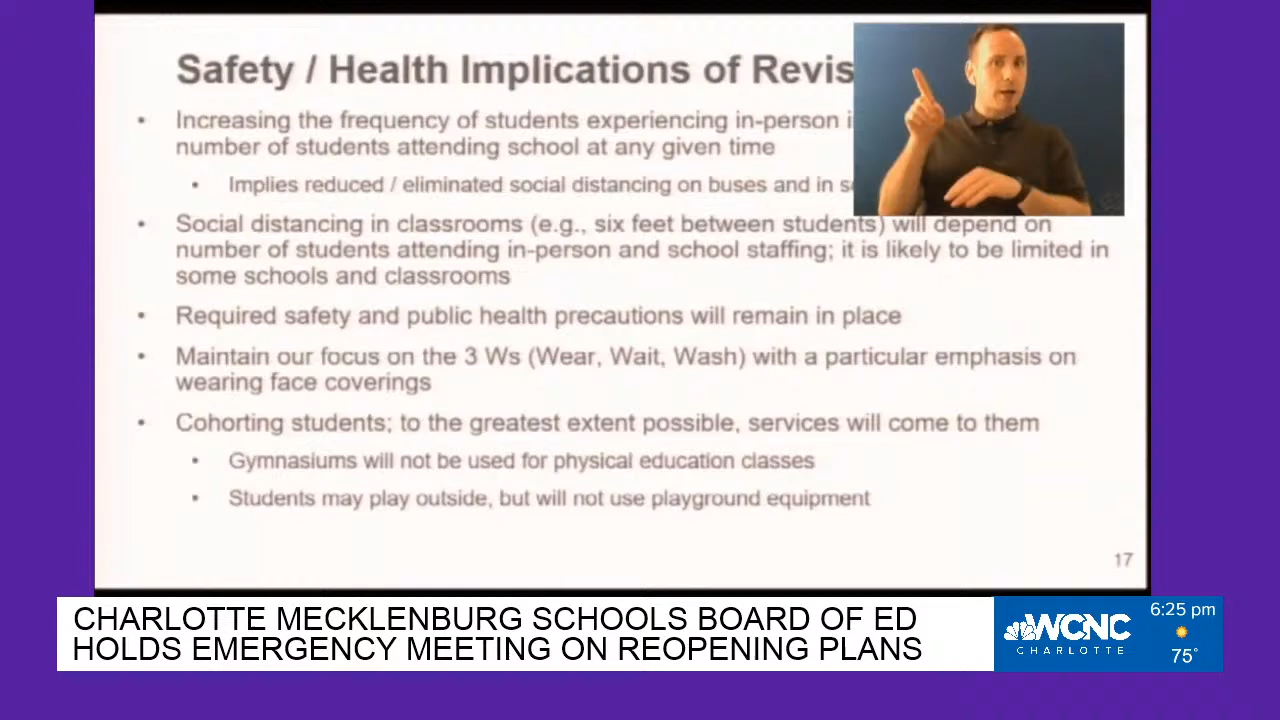 Safety / Health Implications of Revis
• Increasing the frequency of students experiencing in-person i
number of students attending school at any given time
• Implies reduced / eliminated social distancing on buses and in s
• Social distancing in classrooms (e.g., six feet between students) will depend on
number of students attending in-person and school staffing; it is likely to be limited in
some schools and classrooms
• Required safety and public health precautions will remain in place
• Maintain our focus on the 3 Ws (Wear, Wait, Wash) with a particular emphasis on
wearing face coverings
• Cohorting students; to the greatest extent possible, services will come to them
• Gymnasiums will not be used for physical education classes
• Students may play outside, but will not use playground equipment
17
CHARLOTTE MECKLENBURG SCHOOLS BOARD OF ED
HOLDS EMERGENCY MEETING ON REOPENING PLANS
WCNC
CHARLOTTE
6:25 pm
75°